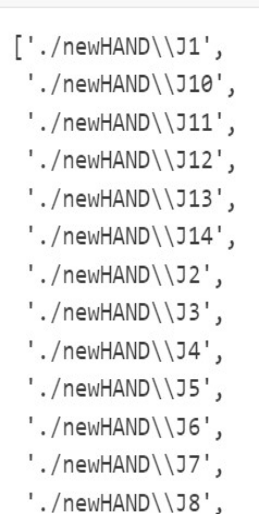 ['./newHAND\\J1',
'./newHAND\\J10',
'./newHAND\\J11',
'./newHAND\\J12',
'./newHAND\\J13',
'./newHAND\\J14',
'./newHAND\\J2',
'./newHAND\\J3',
'./newHAND\\J4',
'./newHAND\\J5',
'./newHAND\\J6',
'./newHAND\\J7',
'./newHAND\\J8',